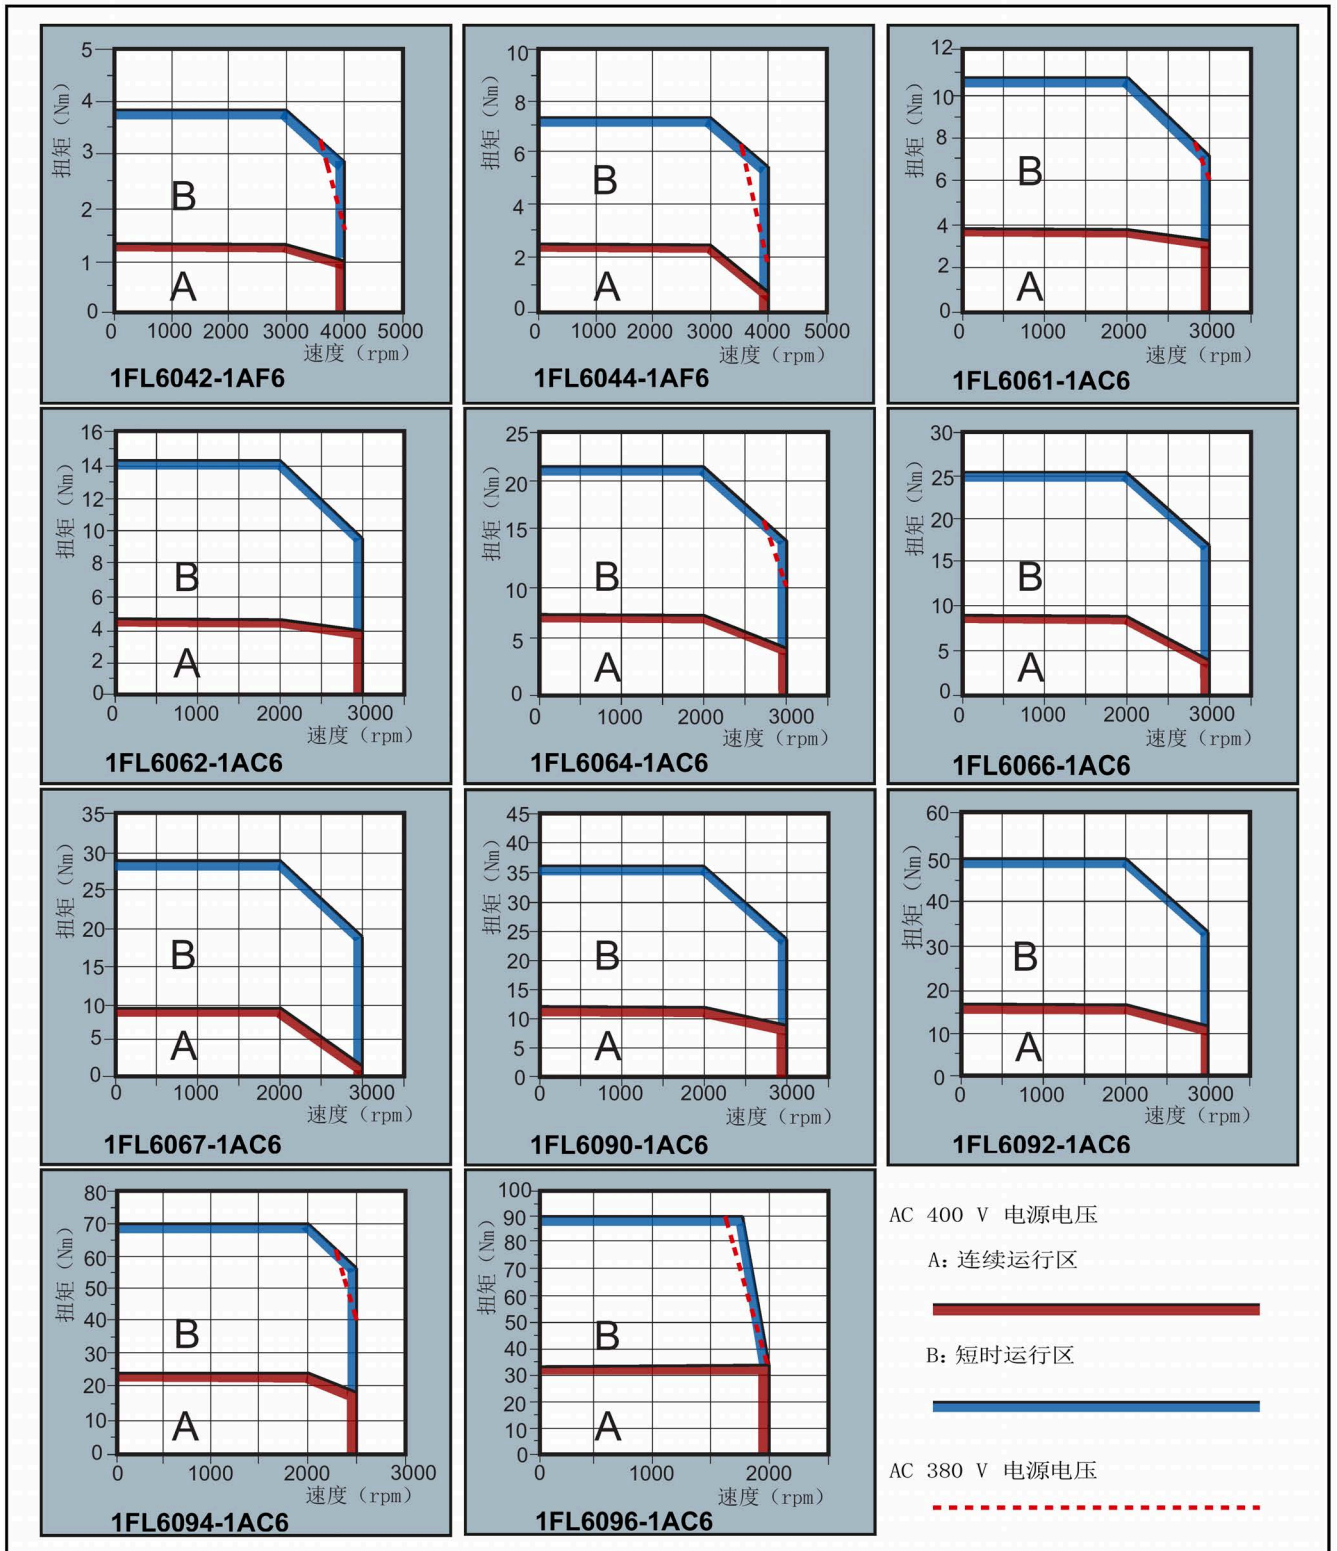 5
4
3
2
1
0
扭矩（Nm）
B
A
0 1000 2000 3000 4000 5000
速度（rpm）
1FL6042-1AF6
10
8
6
4
2
0
扭矩（Nm）
B
A
0 1000 2000 3000 4000 5000
速度（rpm）
1FL6044-1AF6
12
10
8
6
4
2
0
扭矩（Nm）
B
A
0 1000 2000 3000
速度（rpm）
1FL6061-1AC6
16
14
12
10
8
6
4
2
0
扭矩（Nm）
B
A
0 1000 2000 3000
速度（rpm）
1FL6062-1AC6
25
20
15
10
5
0
扭矩（Nm）
B
A
0 1000 2000 3000
速度（rpm）
1FL6064-1AC6
30
25
20
15
10
5
0
扭矩（Nm）
B
A
0 1000 2000 3000
速度（rpm）
1FL6066-1AC6
35
30
25
20
15
10
5
0
扭矩（Nm）
B
A
0 1000 2000 3000
速度（rpm）
1FL6067-1AC6
45
40
35
30
25
20
15
10
5
0
扭矩（Nm）
B
A
0 1000 2000 3000
速度（rpm）
1FL6090-1AC6
60
50
40
30
20
10
0
扭矩（Nm）
B
A
0 1000 2000 3000
速度（rpm）
1FL6092-1AC6
80
70
60
50
40
30
20
10
0
扭矩（Nm）
B
A
0 1000 2000 3000
速度（rpm）
1FL6094-1AC6
100
90
80
70
60
50
40
30
20
10
0
扭矩（Nm）
B
A
0 1000 2000
速度（rpm）
1FL6096-1AC6
AC 400 V 电源电压
A: 连续运行区
B: 短时运行区
AC 380 V 电源电压